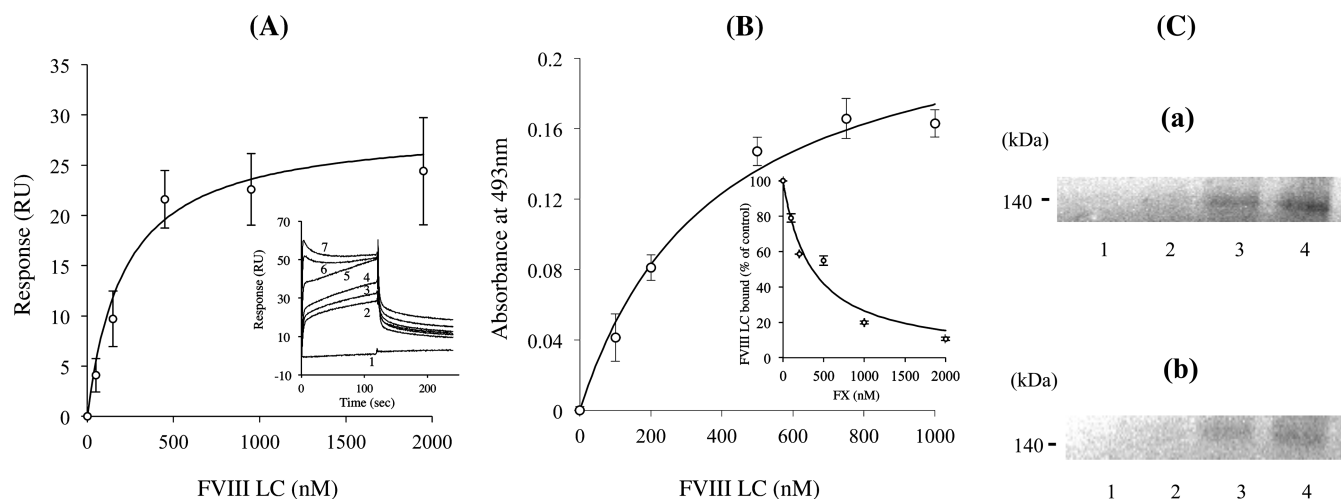 (A)
35
30
25
20
15
10
5
0
Response (RU)
0 500 1000 1500 2000
FVIII LC (nM)
70
50
30
10
-10
Response (RU)
7
6
5
4
3
2
1
0 100 200
Time (sec)
(B)
0.2
0.16
0.12
0.08
0.04
0
Absorbance at 493nm
0 200 400 600 800 1000
FVIII LC (nM)
100
80
60
40
20
0
FVIII LC bound (% of control)
0 500 1000 1500 2000
FX (nM)
(C)
(a)
(kDa)
140 -
1 2 3 4
(b)
(kDa)
140 -
1 2 3 4